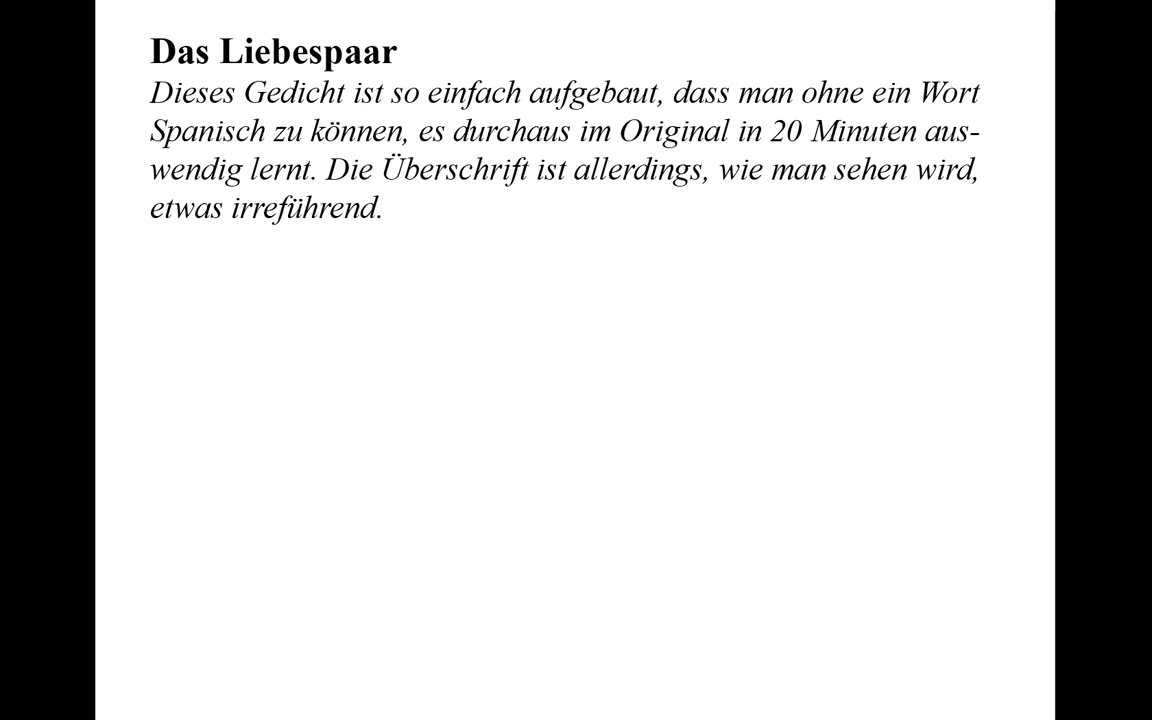 Das Liebespaar
Dieses Gedicht ist so einfach aufgebaut, dass man ohne ein Wort
Spanisch zu können, es durchaus im Original in 20 Minuten aus-
wendig lernt. Die Überschrift ist allerdings, wie man sehen wird,
etwas irreführend.